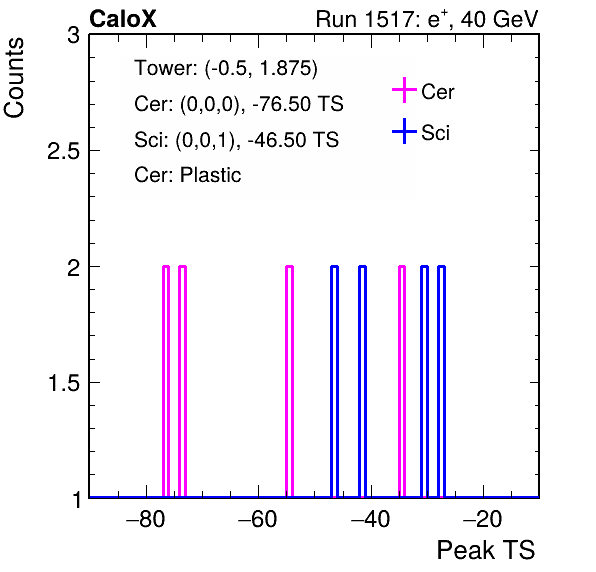 CaloX Run 1517: e⁺, 40 GeV
Counts
3
2.5
2
1.5
1
Tower: (-0.5, 1.875)
Cer: (0,0,0), -76.50 TS
Sci: (0,0,1), -46.50 TS
Cer: Plastic
Cer
Sci
−80 −60 −40 −20
Peak TS